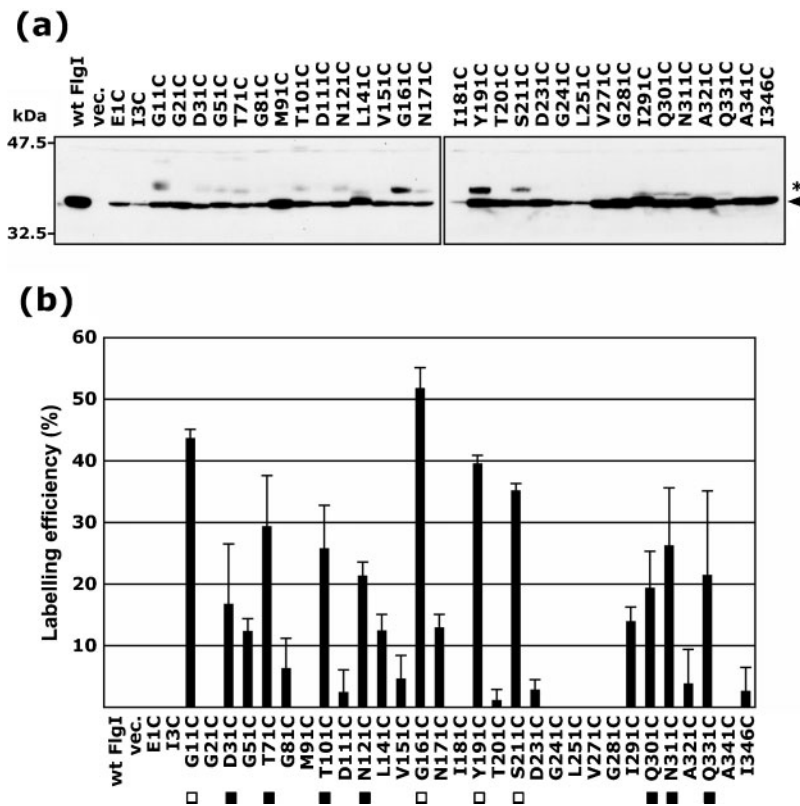 (a)
kDa
wt FlgI vec. E1C I3C G11C G21C D31C G51C T71C G81C M91C T101C D111C N121C L141C V151C G161C N171C I181C Y191C T201C S211C D231C G241C L251C V271C G281C I291C Q301C N311C A321C Q331C A341C I346C
47.5
*
32.5
(b)
Labelling efficiency (%)
60
50
40
30
20
10
wt FlgI vec. E1C I3C G11C G21C D31C G51C T71C G81C M91C T101C D111C N121C L141C V151C G161C N171C I181C Y191C T201C S211C D231C G241C L251C V271C G281C I291C Q301C N311C A321C Q331C A341C I346C